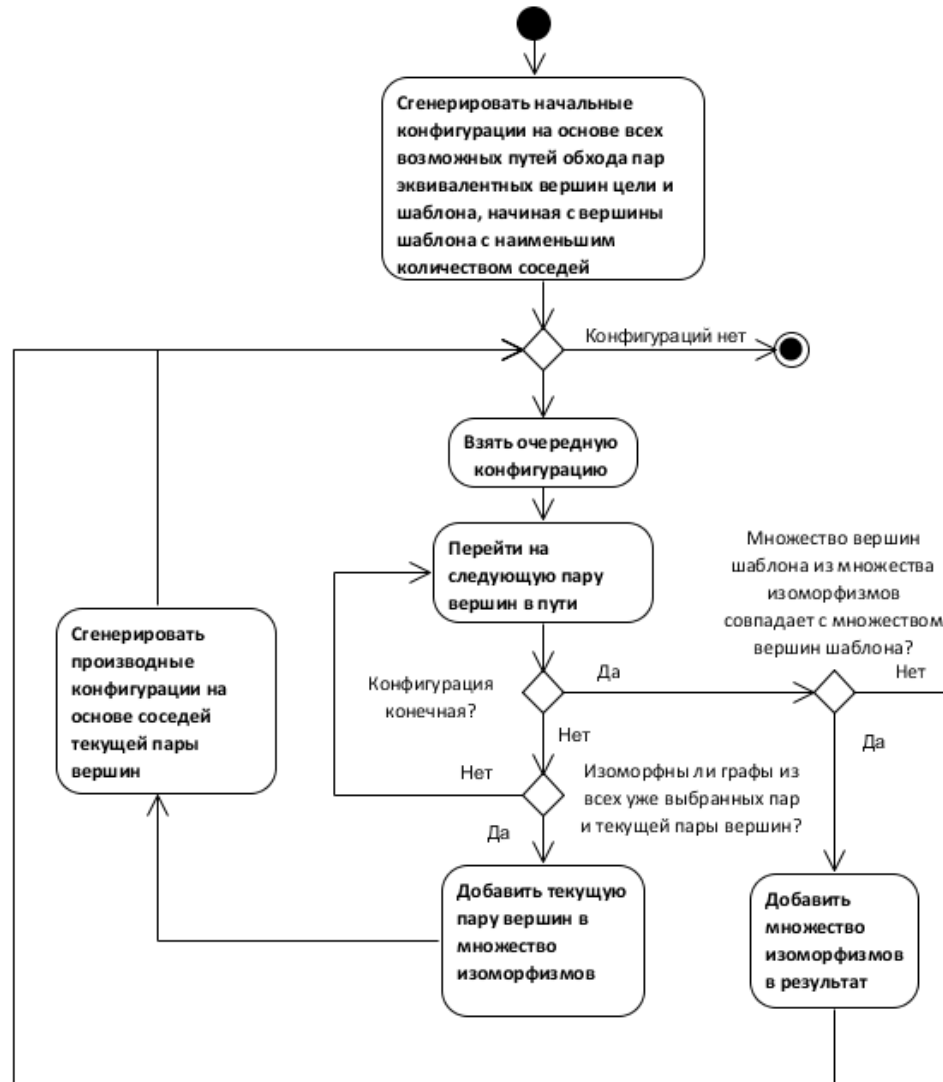 Сгенерировать начальные
конфигурации на основе всех
возможных путей обхода пар
эквивалентных вершин цели и
шаблона, начиная с вершины
шаблона с наименьшим
количеством соседей
Конфигураций нет
Взять очередную
конфигурацию
Перейти на
следующую пару
вершин в пути
Множество вершин
шаблона из множества
изоморфизмов
совпадает с множеством
вершин шаблона?
Сгенерировать
производные
конфигурации на
основе соседей
текущей пары
вершин
Конфигурация
конечная?
Да
Нет
Нет
Да
Нет
Изоморфны ли графы из
всех уже выбранных пар
и текущей пары вершин?
Да
Добавить текущую
пару вершин в
множество
изоморфизмов
Добавить
множество
изоморфизмов
в результат